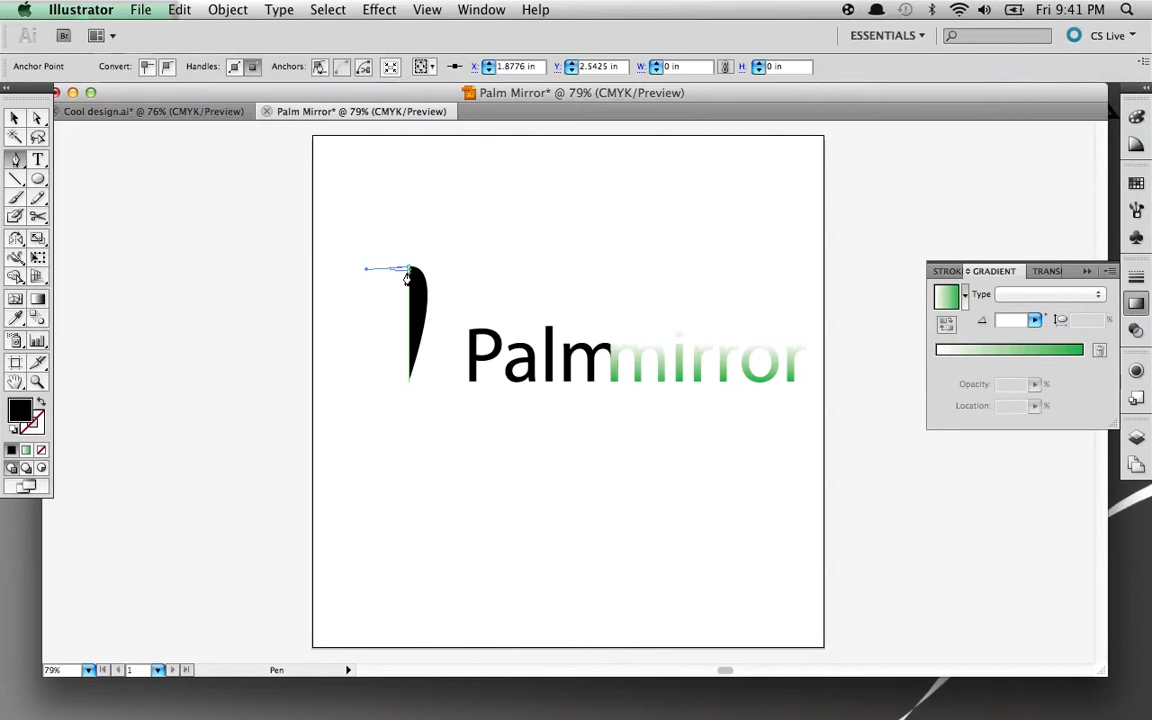 Illustrator File Edit Object Type Select Effect View Window Help Fri 9:41 PM
Ai Br ESSENTIALS CS Live
Anchor Point Convert: Handles: Anchors: X: 1.8776 in Y: 2.5425 in W: 0 in H: 0 in
Palm Mirror* @ 79% (CMYK/Preview)
Cool design.ai* @ 76% (CMYK/Preview) Palm Mirror* @ 79% (CMYK/Preview)
T
STROK GRADIENT TRANSI
Type
°
%
Palmmirror
Opacity: %
Location: %
79% 1 Pen